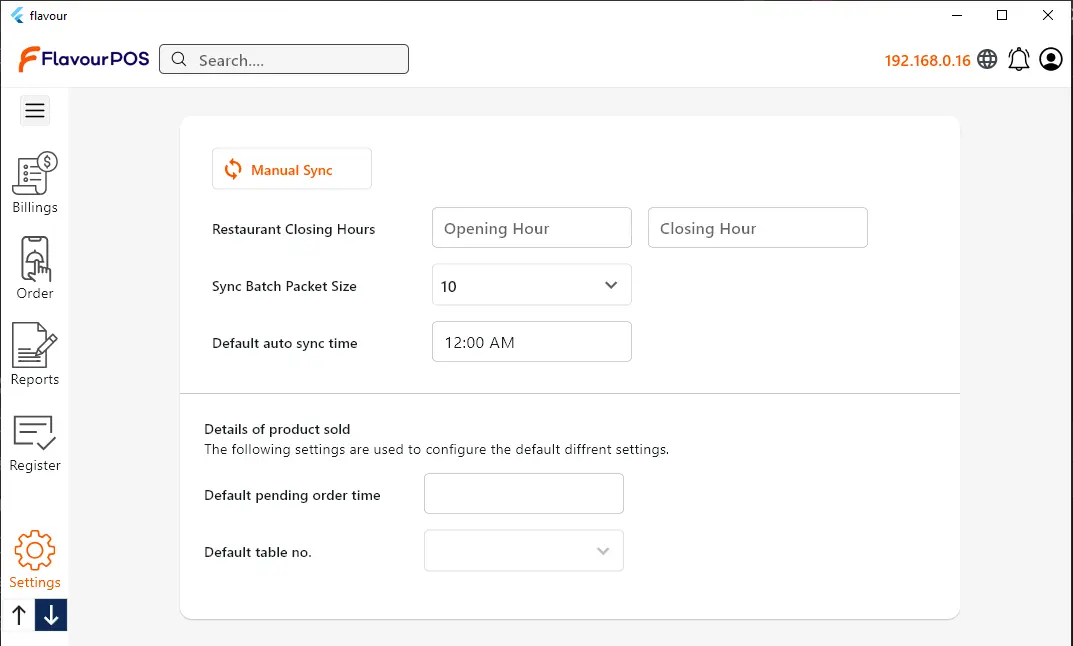 flavour
FlavourPOS
Search....
192.168.0.16
Manual Sync
Billings
Restaurant Closing Hours
Opening Hour
Closing Hour
Order
Sync Batch Packet Size
10
Default auto sync time
12:00 AM
Reports
Details of product sold
The following settings are used to configure the default diffrent settings.
Register
Default pending order time
Default table no.
Settings